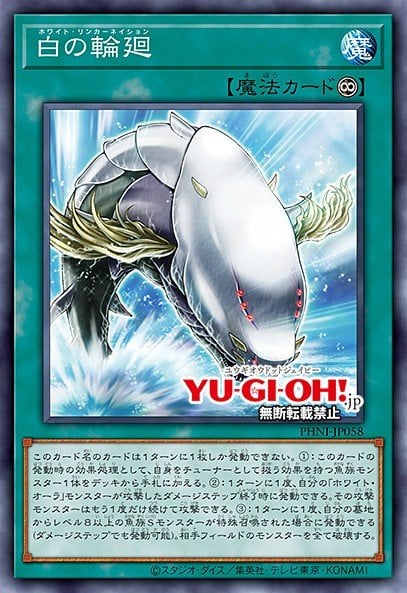 ホワイト・リンカーネイション
白の輪廻
魔
【魔法カード】
ユウギオウドットジェイピー
YU-GI-OH!.jp
無断転載禁止
PHNI-JP058
このカード名のカードは1ターンに1枚しか発動できない。①:このカードの
発動時の効果処理として、自身をチューナーとして扱う効果を持つ魚族モン
スター1体をデッキから手札に加える。②:1ターンに1度、自分の「ホワイト・
オーラ」モンスターが攻撃したダメージステップ終了時に発動できる。その攻撃
モンスターはもう1度だけ続けて攻撃できる。③:1ターンに1度、自分の墓地
からレベル8以上の魚族Sモンスターが特殊召喚された場合に発動できる
(ダメージステップでも発動可能)。相手フィールドのモンスターを全て破壊する。
©スタジオ・ダイス/集英社・テレビ東京・KONAMI